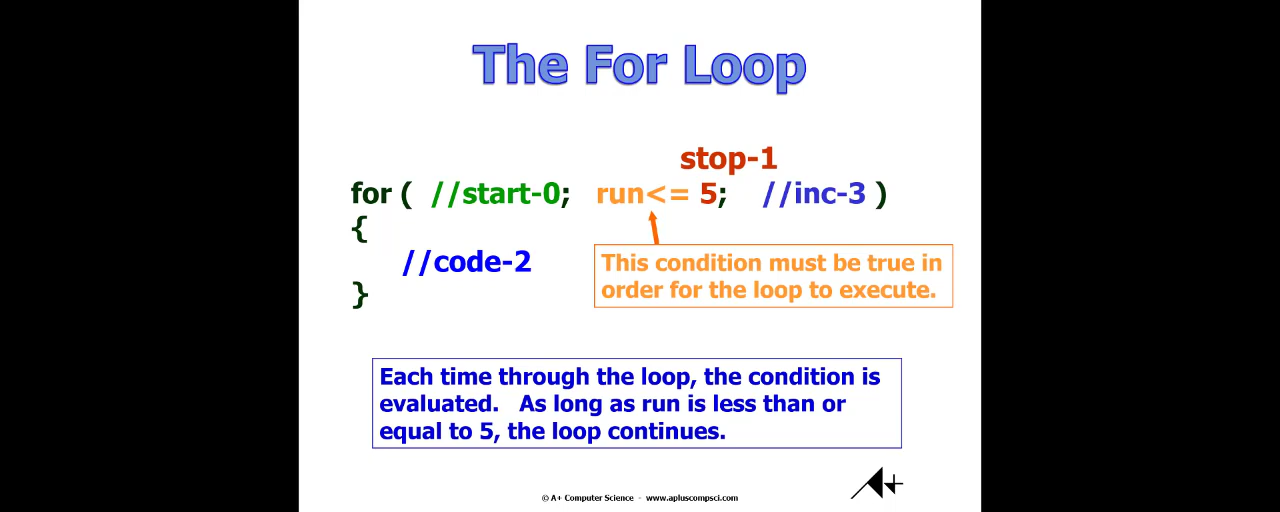 The For Loop
stop-1
for (  //start-0;   run<= 5;    //inc-3 )
{
//code-2
}
This condition must be true in
order for the loop to execute.
Each time through the loop, the condition is
evaluated.   As long as run is less than or
equal to 5, the loop continues.
A+
© A+ Computer Science  -  www.apluscompsci.com